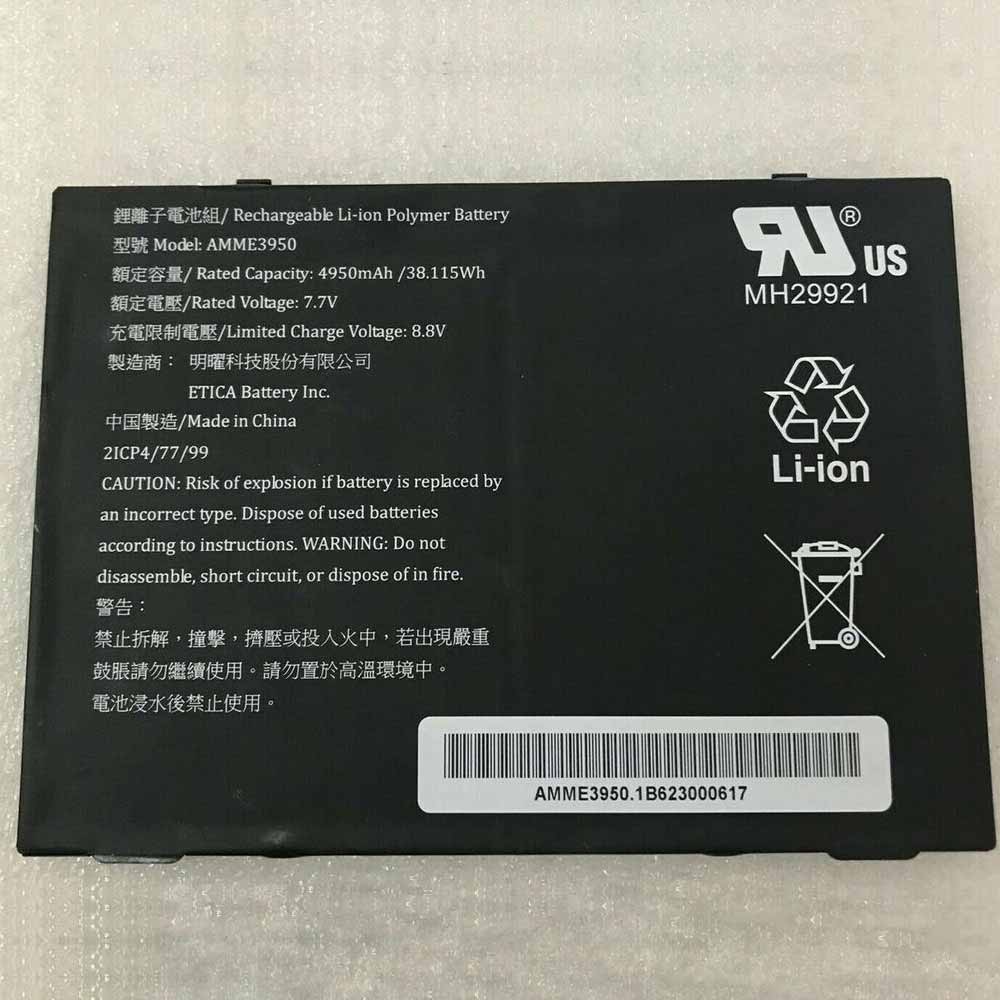 鋰離子電池組/ Rechargeable Li-ion Polymer Battery
型號 Model: AMME3950
額定容量/ Rated Capacity: 4950mAh /38.115Wh
額定電壓/Rated Voltage: 7.7V
充電限制電壓/Limited Charge Voltage: 8.8V
製造商： 明曜科技股份有限公司
ETICA Battery Inc.
中国製造/Made in China
2ICP4/77/99
CAUTION: Risk of explosion if battery is replaced by
an incorrect type. Dispose of used batteries
according to instructions. WARNING: Do not
disassemble, short circuit, or dispose of in fire.
警告：
禁止拆解，撞擊，擠壓或投入火中，若出現嚴重
鼓脹請勿繼續使用。請勿置於高溫環境中。
電池浸水後禁止使用。
RU® US
MH29921
Li-ion
AMME3950.1B623000617